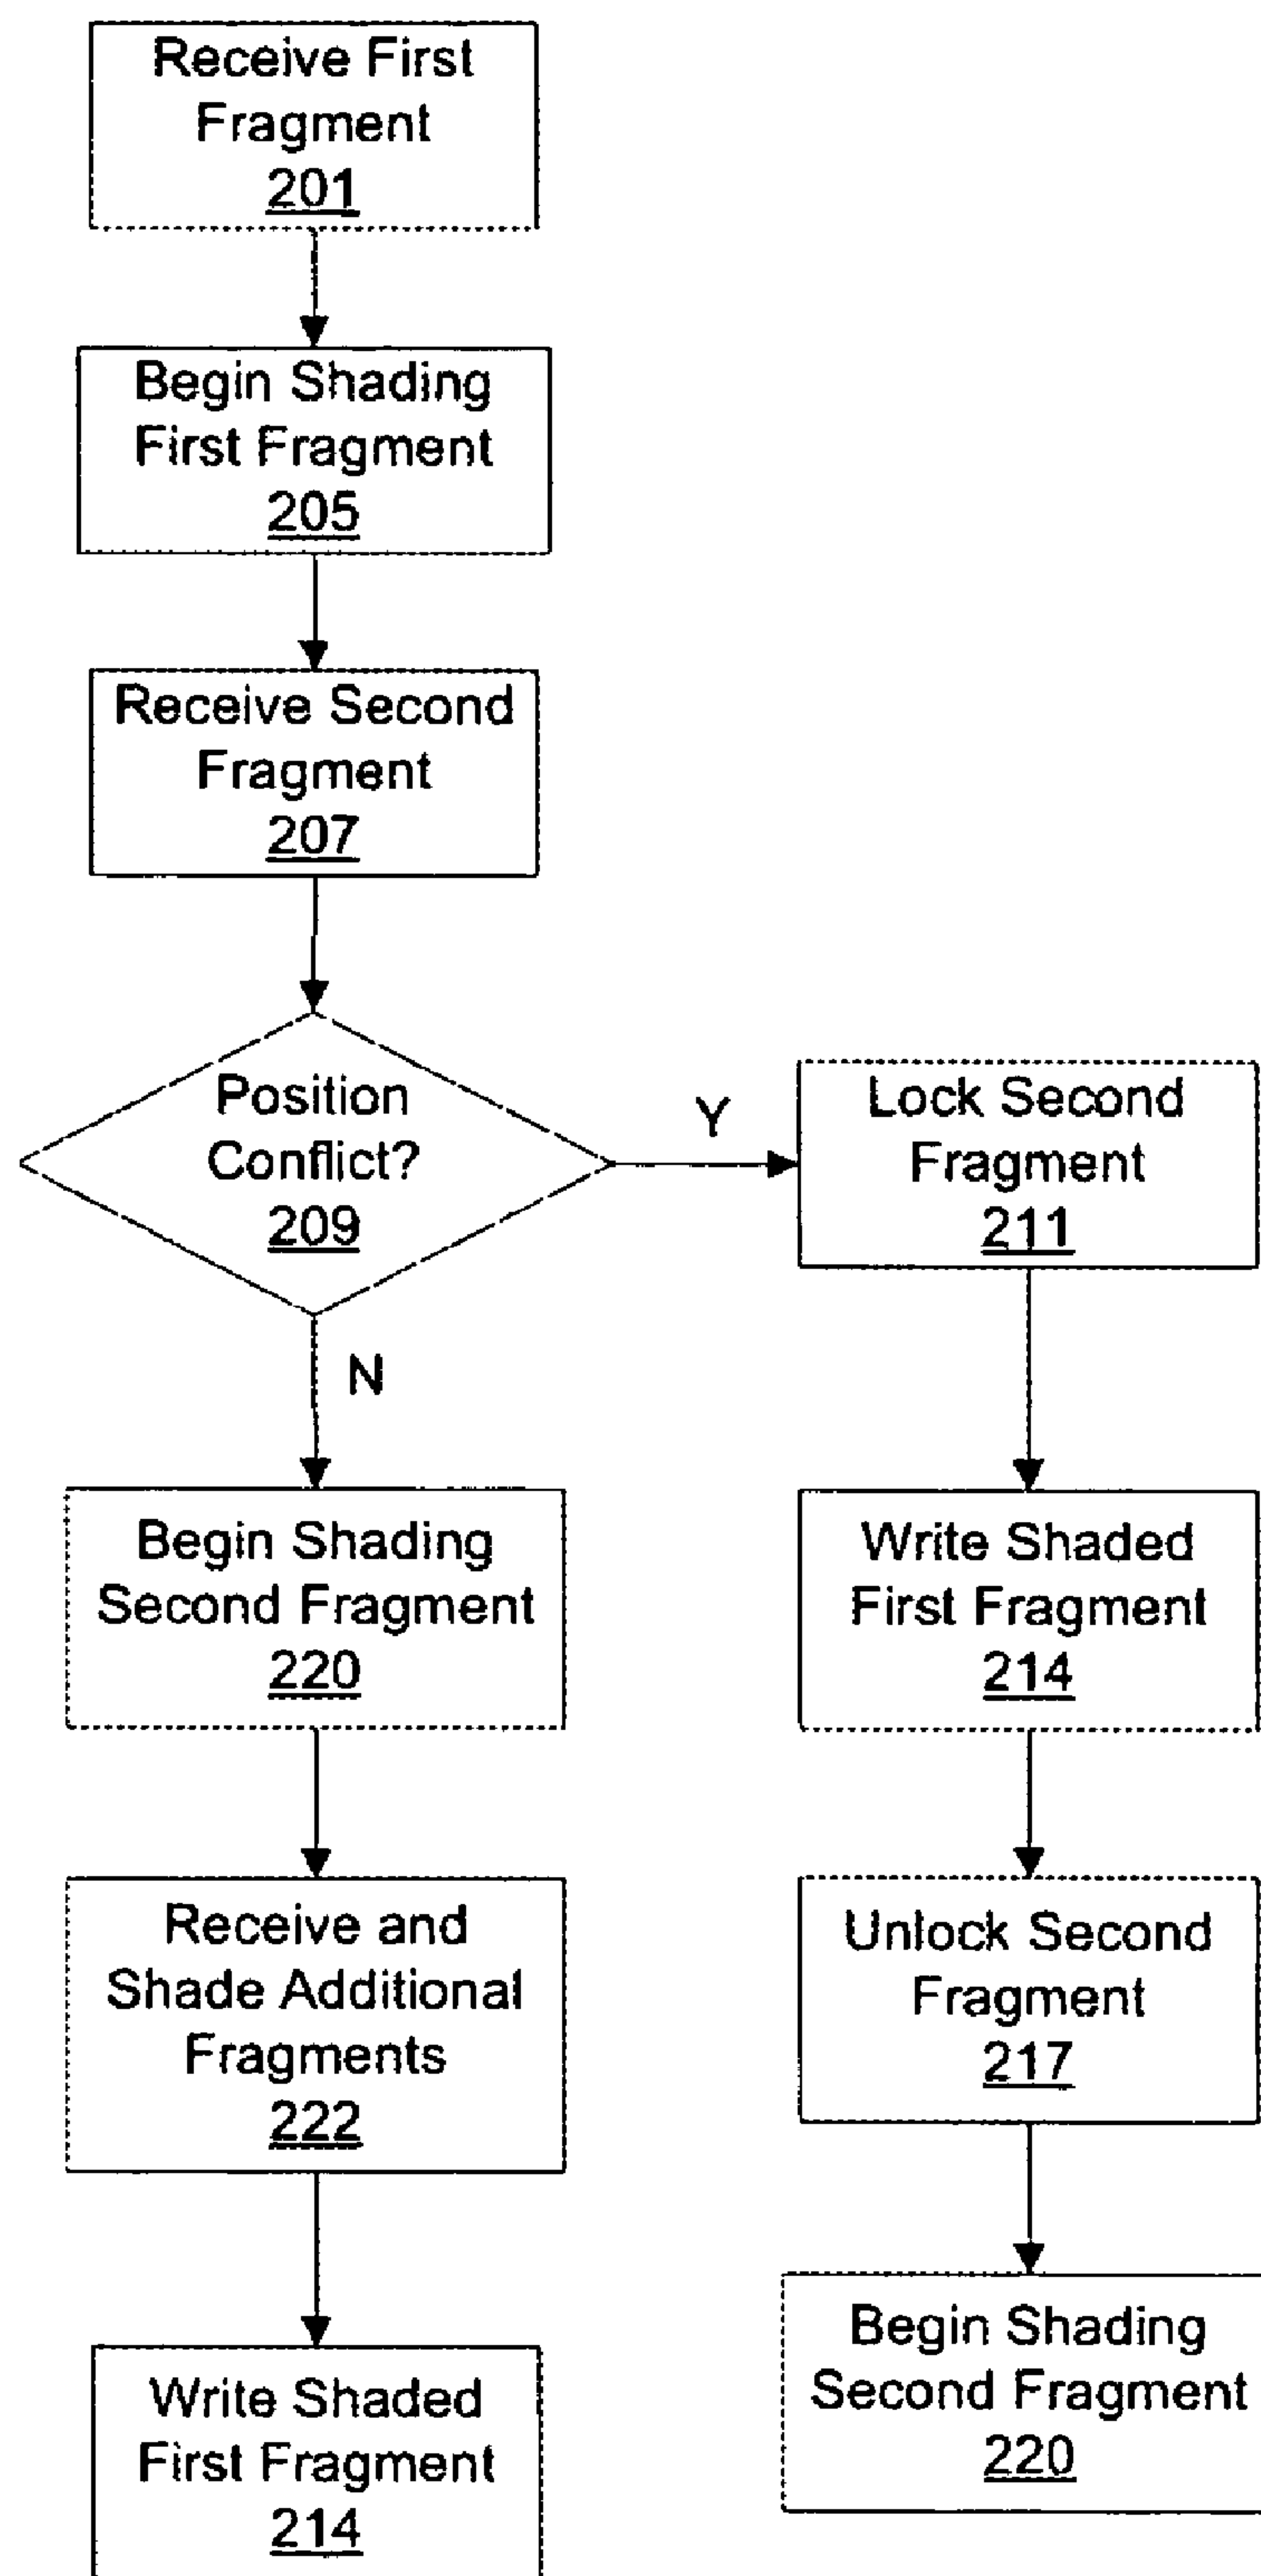 Receive First
Fragment
201
Begin Shading
First Fragment
205
Receive Second
Fragment
207
Position
Conflict?
209
Y
Lock Second
Fragment
211
N
Begin Shading
Second Fragment
220
Write Shaded
First Fragment
214
Receive and
Shade Additional
Fragments
222
Unlock Second
Fragment
217
Write Shaded
First Fragment
214
Begin Shading
Second Fragment
220